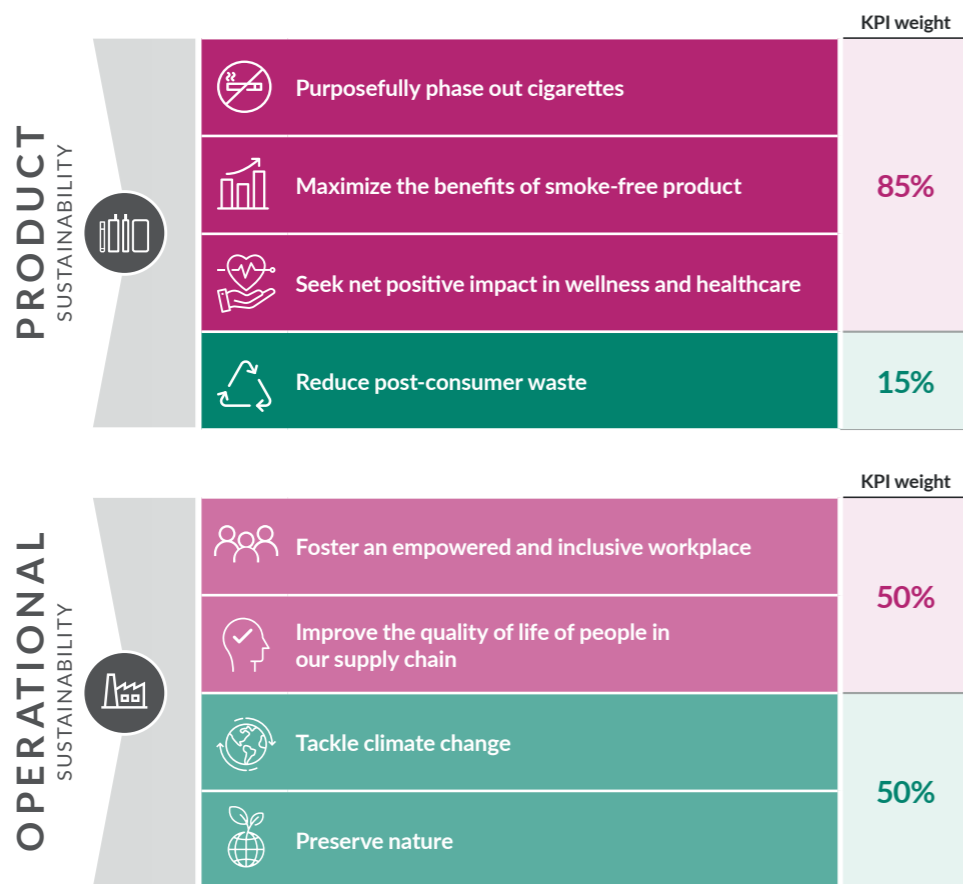 KPI weight
PRODUCT
SUSTAINABILITY
Purposefully phase out cigarettes
Maximize the benefits of smoke-free product
Seek net positive impact in wellness and healthcare
85%
Reduce post-consumer waste
15%
KPI weight
OPERATIONAL
SUSTAINABILITY
Foster an empowered and inclusive workplace
Improve the quality of life of people in
our supply chain
50%
Tackle climate change
Preserve nature
50%